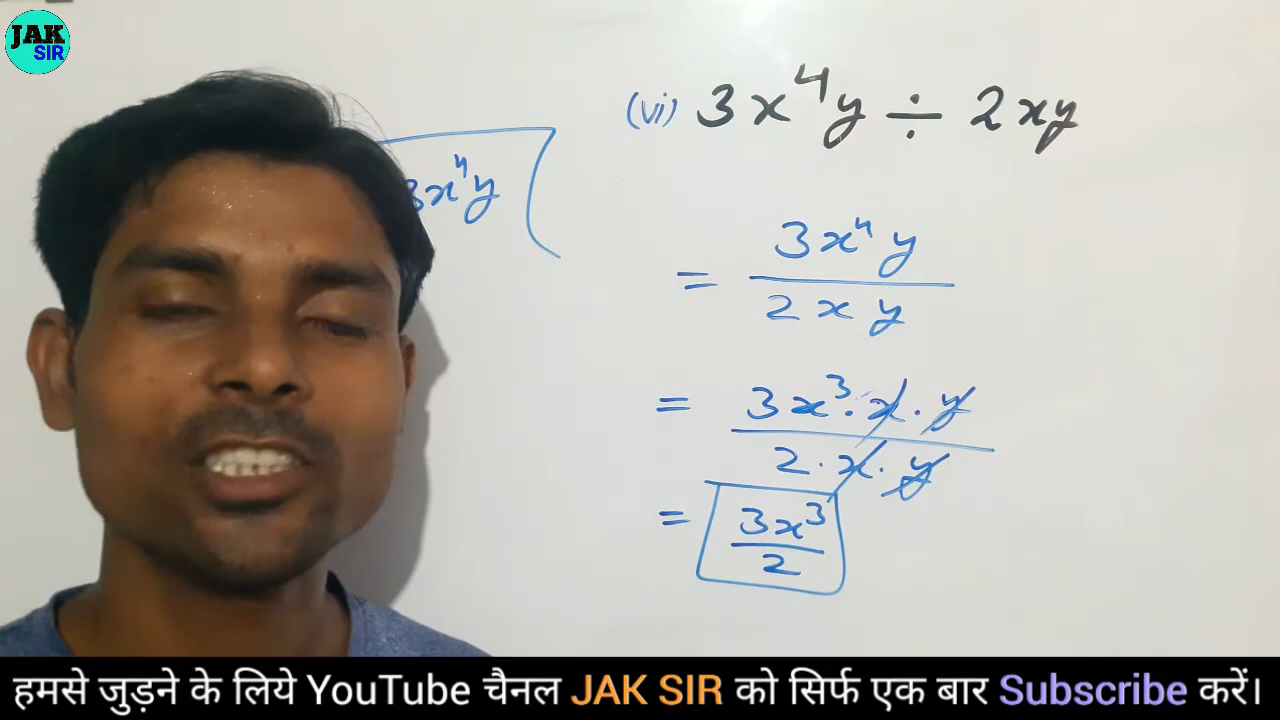 JAK
SIR
(vi) 3x⁴y ÷ 2xy
3x⁴y
= 3x⁴y
2xy
= 3x³·x·y
2·x·y
= 3x³
2
हमसे जुड़ने के लिये YouTube चैनल JAK SIR को सिर्फ एक बार Subscribe करें।